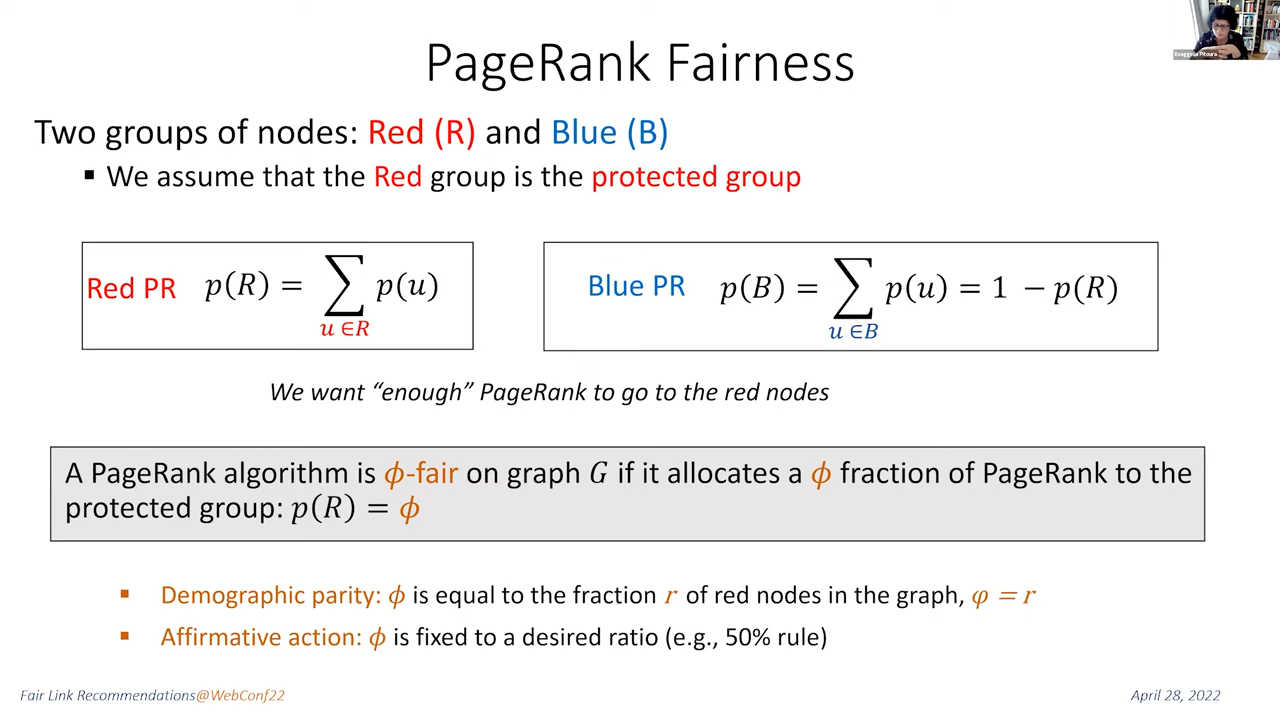 Evaggelia Pitoura
PageRank Fairness
Two groups of nodes: Red (R) and Blue (B)
▪ We assume that the Red group is the protected group
Red PR p(R) = ∑ p(u)
u ∈R
Blue PR p(B) = ∑ p(u) = 1 − p(R)
u ∈B
We want “enough” PageRank to go to the red nodes
A PageRank algorithm is ϕ-fair on graph G if it allocates a ϕ fraction of PageRank to the
protected group: p(R) = ϕ
▪ Demographic parity: ϕ is equal to the fraction r of red nodes in the graph, φ = r
▪ Affirmative action: ϕ is fixed to a desired ratio (e.g., 50% rule)
Fair Link Recommendations@WebConf22
April 28, 2022